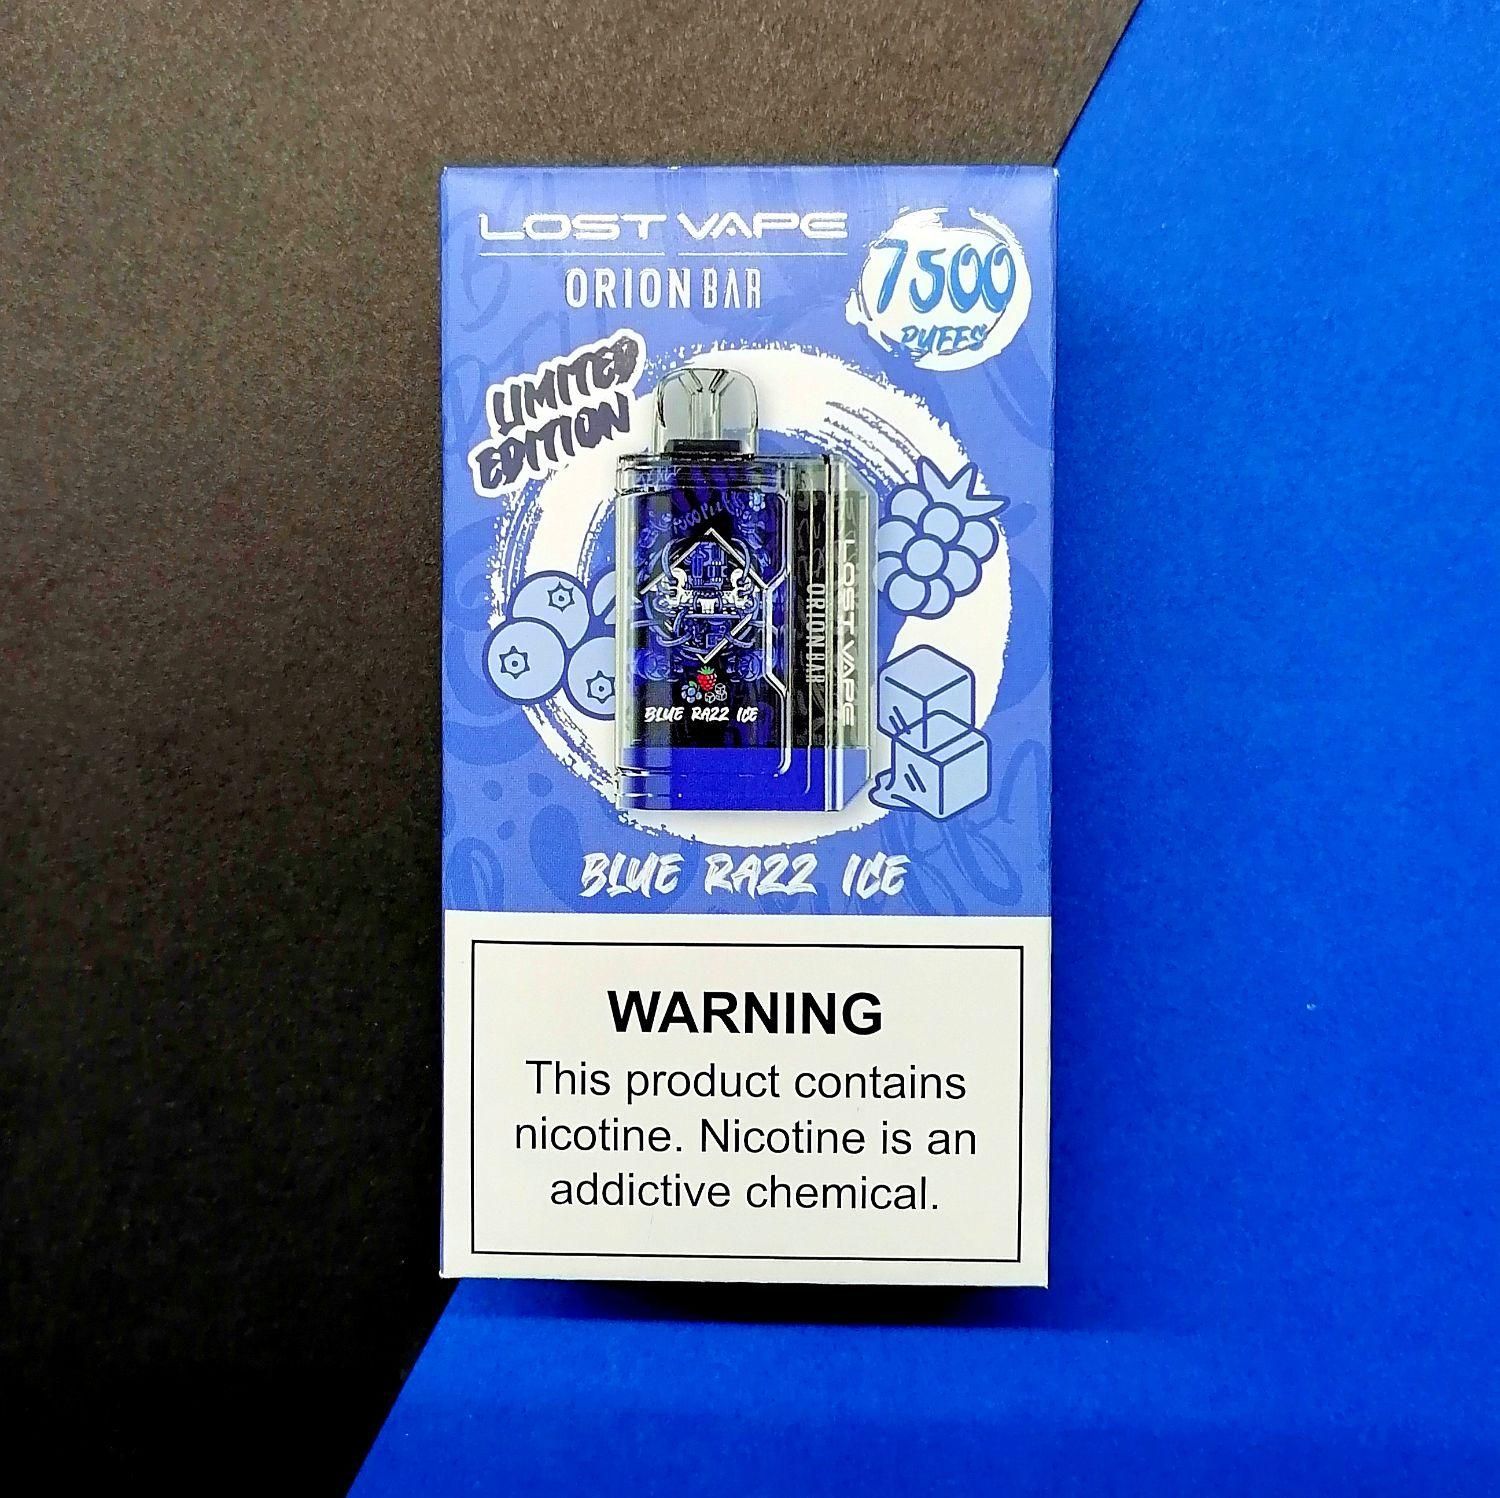 LOST VAPE
ORION BAR
7500
PUFFS
LIMITED
EDITION
ORION BAR
LOST VAPE
BLUE RAZZ ICE
BLUE RAZZ ICE
WARNING
This product contains
nicotine. Nicotine is an
addictive chemical.